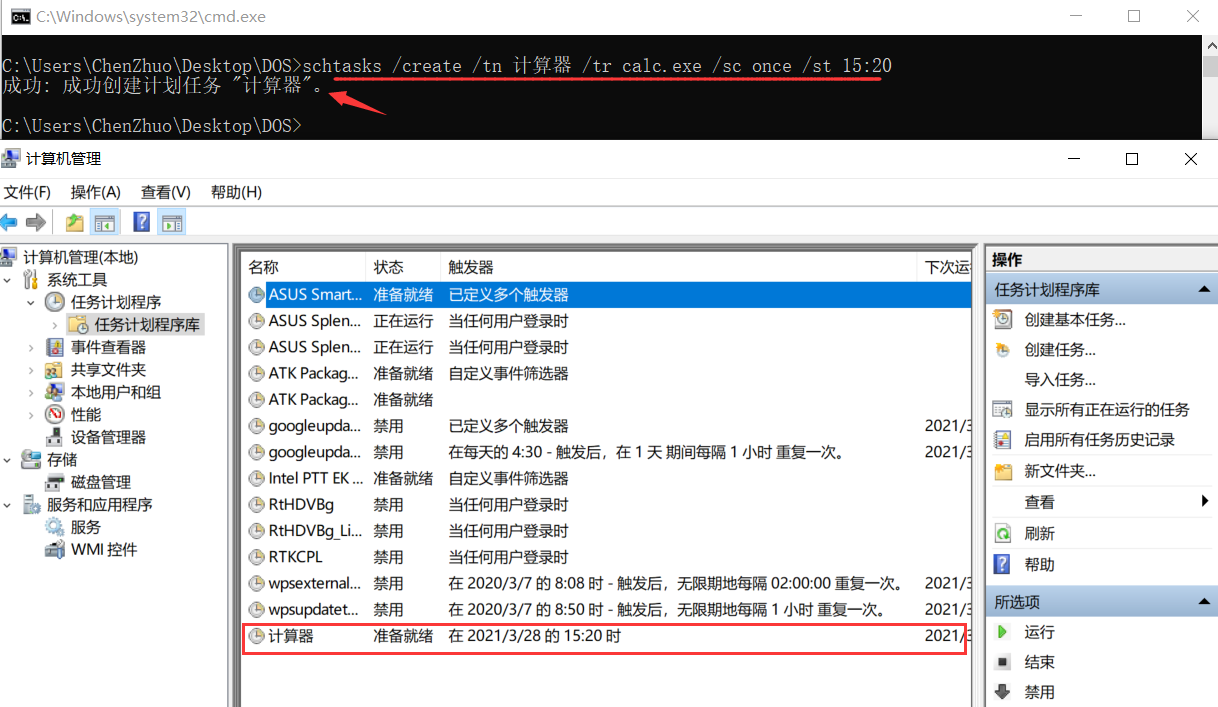 C:\Windows\system32\cmd.exe
C:\Users\ChenZhuo\Desktop\DOS>schtasks /create /tn 计算器 /tr calc.exe /sc once /st 15:20
成功: 成功创建计划任务 "计算器"。
C:\Users\ChenZhuo\Desktop\DOS>
计算机管理
文件(F) 操作(A) 查看(V) 帮助(H)
计算机管理(本地)
系统工具
任务计划程序
任务计划程序库
事件查看器
共享文件夹
本地用户和组
性能
设备管理器
存储
磁盘管理
服务和应用程序
服务
WMI 控件
名称 状态 触发器 下次运
ASUS Smart... 准备就绪 已定义多个触发器
ASUS Splen... 正在运行 当任何用户登录时
ASUS Splen... 正在运行 当任何用户登录时
ATK Packag... 准备就绪 自定义事件筛选器
ATK Packag... 准备就绪
googleupda... 禁用 已定义多个触发器 2021/3
googleupda... 禁用 在每天的 4:30 - 触发后，在 1 天 期间每隔 1 小时 重复一次。 2021/3
Intel PTT EK ... 准备就绪 自定义事件筛选器
RtHDVBg 禁用 当任何用户登录时
RtHDVBg_Li... 禁用 当任何用户登录时
RTKCPL 禁用 当任何用户登录时
wpsexternal... 禁用 在 2020/3/7 的 8:08 时 - 触发后，无限期地每隔 02:00:00 重复一次。 2021/3
wpsupdatet... 禁用 在 2020/3/7 的 8:50 时 - 触发后，无限期地每隔 1 小时 重复一次。 2021/3
计算器 准备就绪 在 2021/3/28 的 15:20 时 2021/3
操作
任务计划程序库
创建基本任务...
创建任务...
导入任务...
显示所有正在运行的任务
启用所有任务历史记录
新文件夹...
查看
刷新
帮助
所选项
运行
结束
禁用